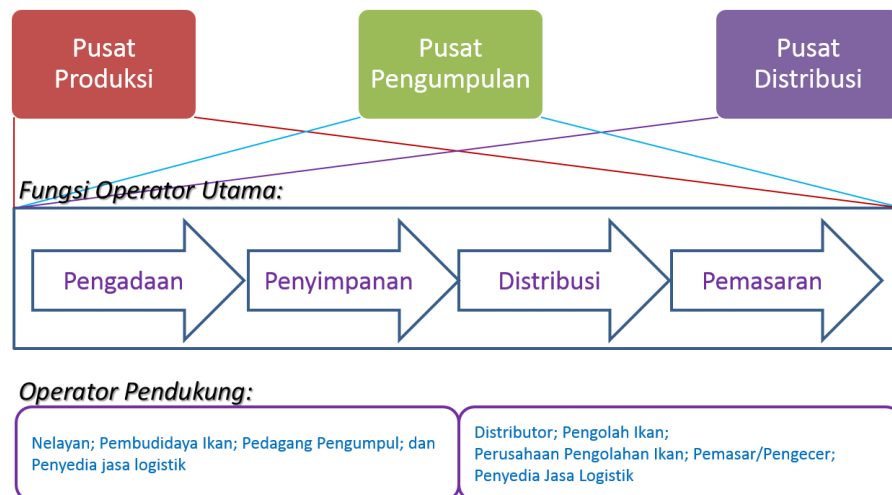 Pusat
Produksi
Pusat
Pengumpulan
Pusat
Distribusi
Fungsi Operator Utama:
Pengadaan
Penyimpanan
Distribusi
Pemasaran
Operator Pendukung:
Nelayan; Pembudidaya Ikan; Pedagang Pengumpul; dan
Penyedia jasa logistik
Distributor; Pengolah Ikan;
Perusahaan Pengolahan Ikan; Pemasar/Pengecer;
Penyedia Jasa Logistik